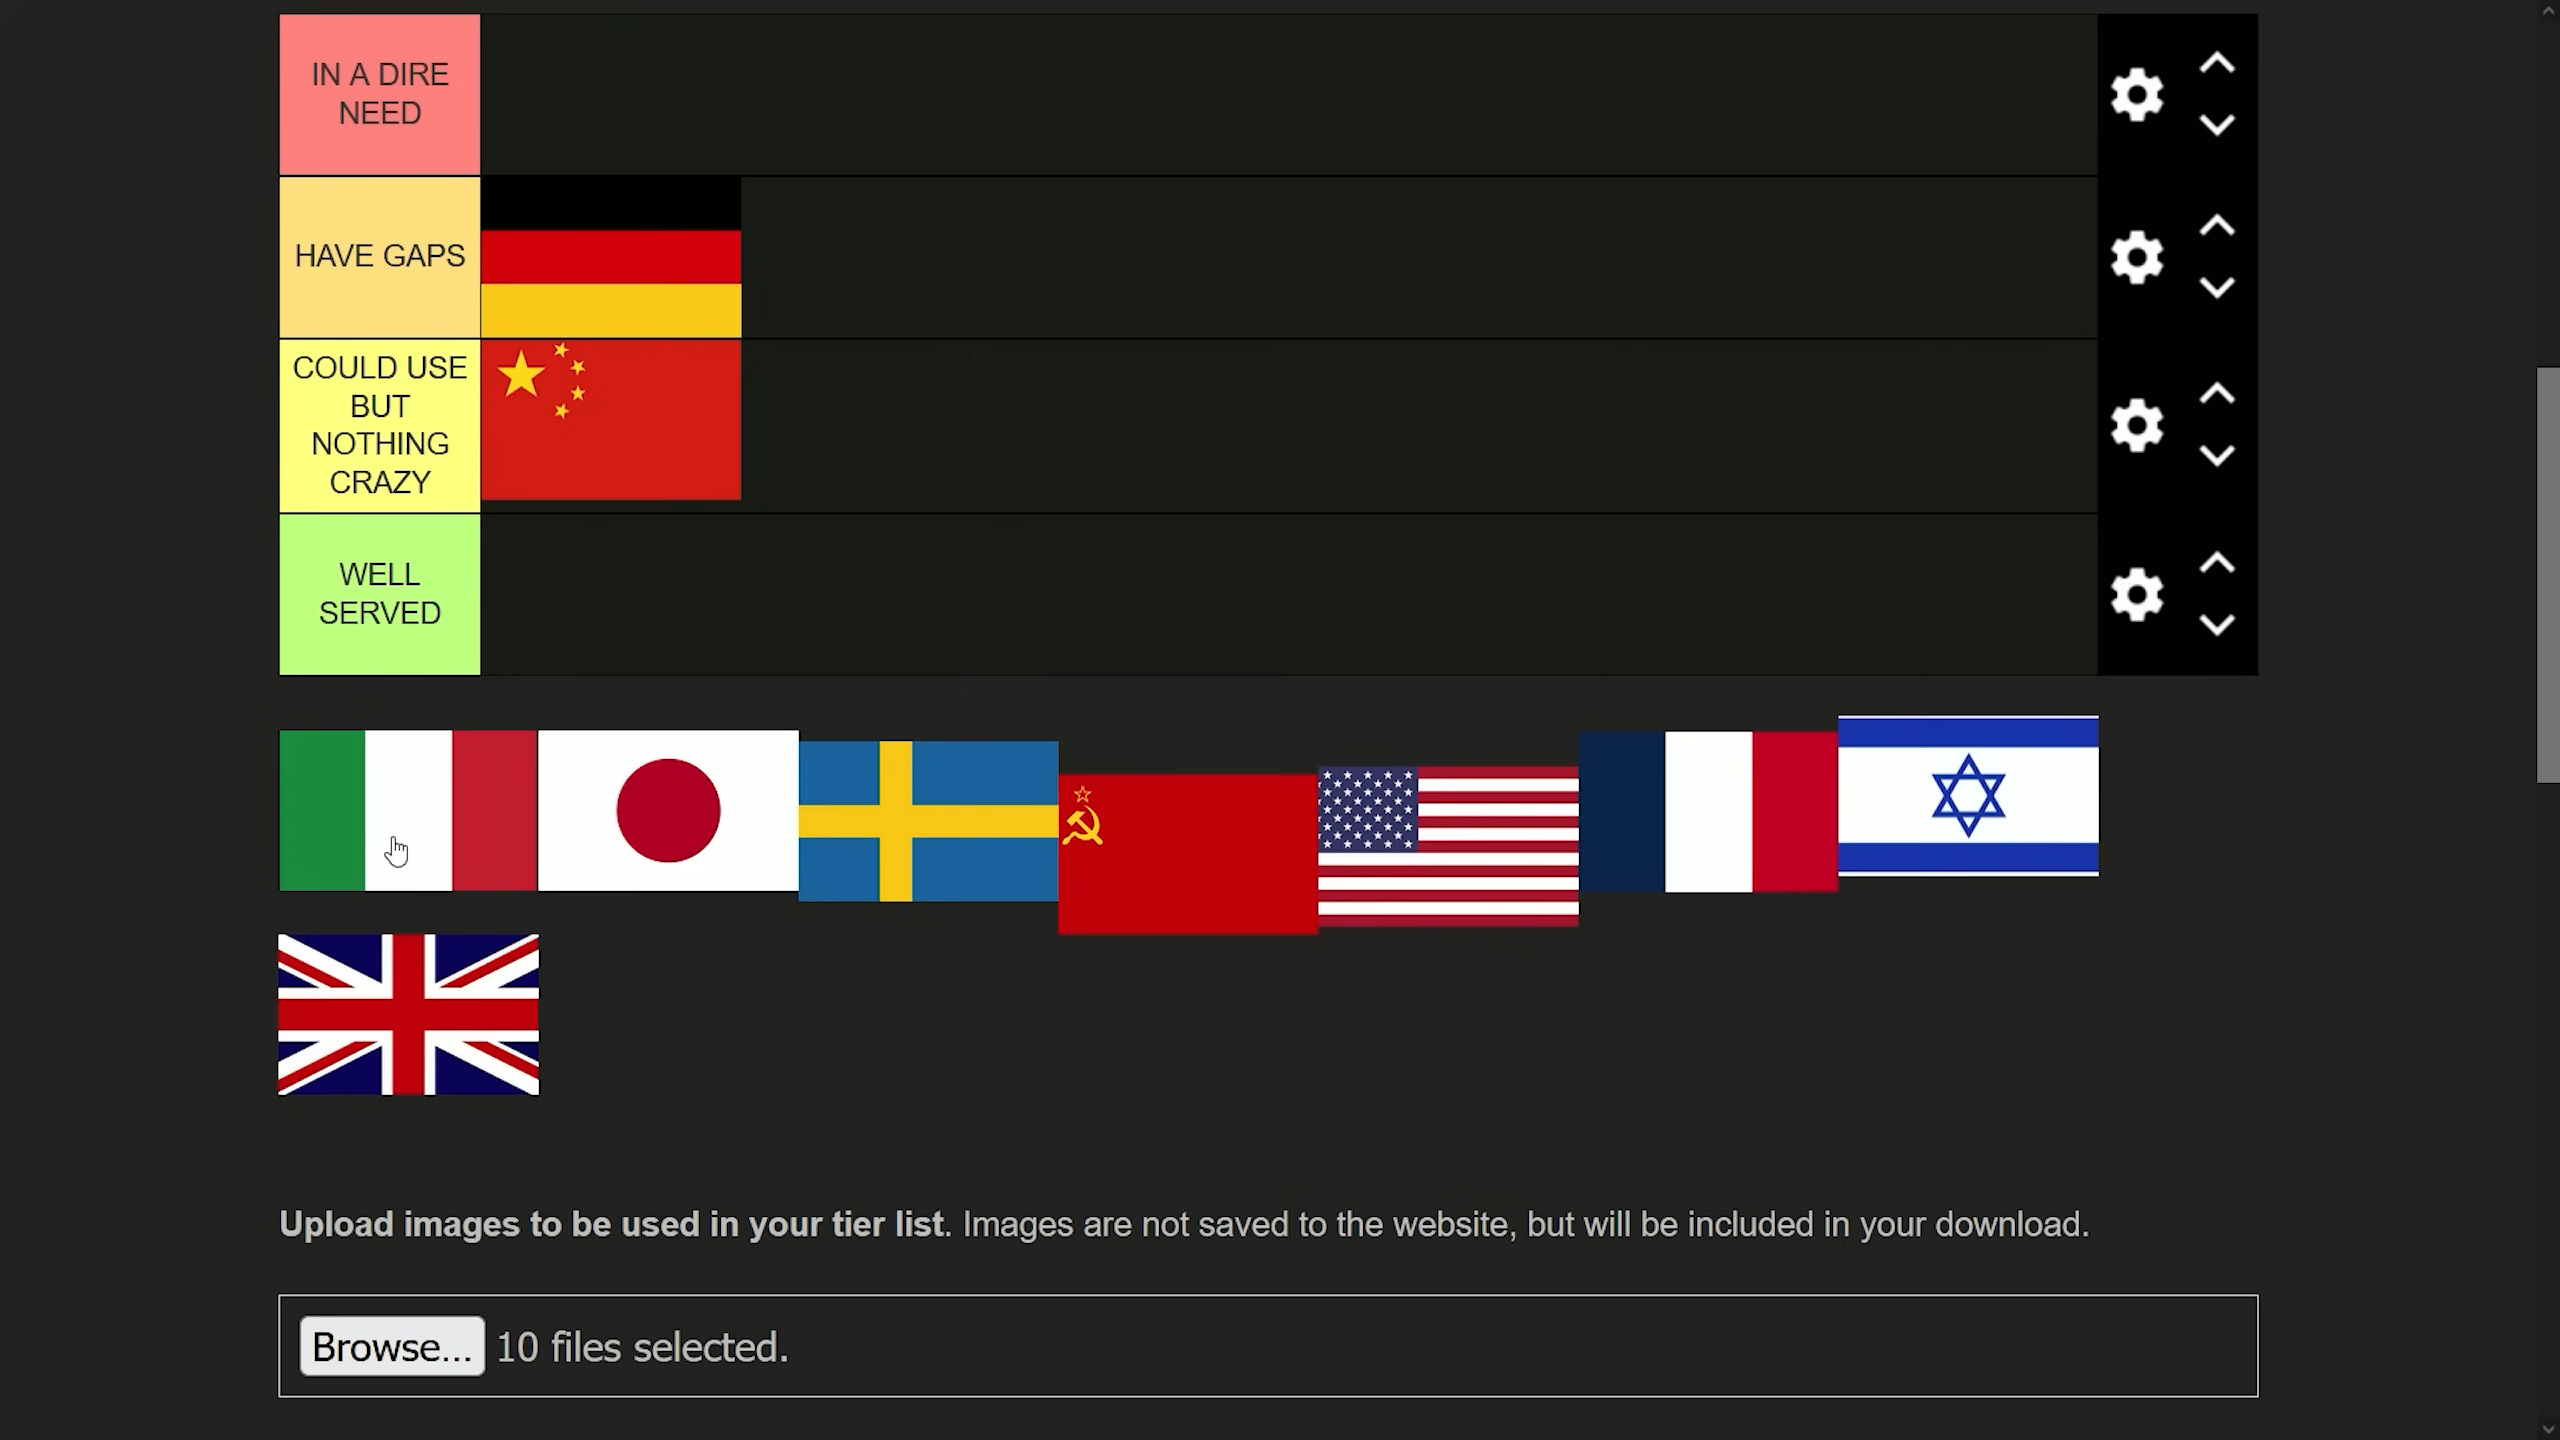 IN A DIRE
NEED
HAVE GAPS
COULD USE
BUT
NOTHING
CRAZY
WELL
SERVED
Upload images to be used in your tier list. Images are not saved to the website, but will be included in your download.
Browse... 10 files selected.